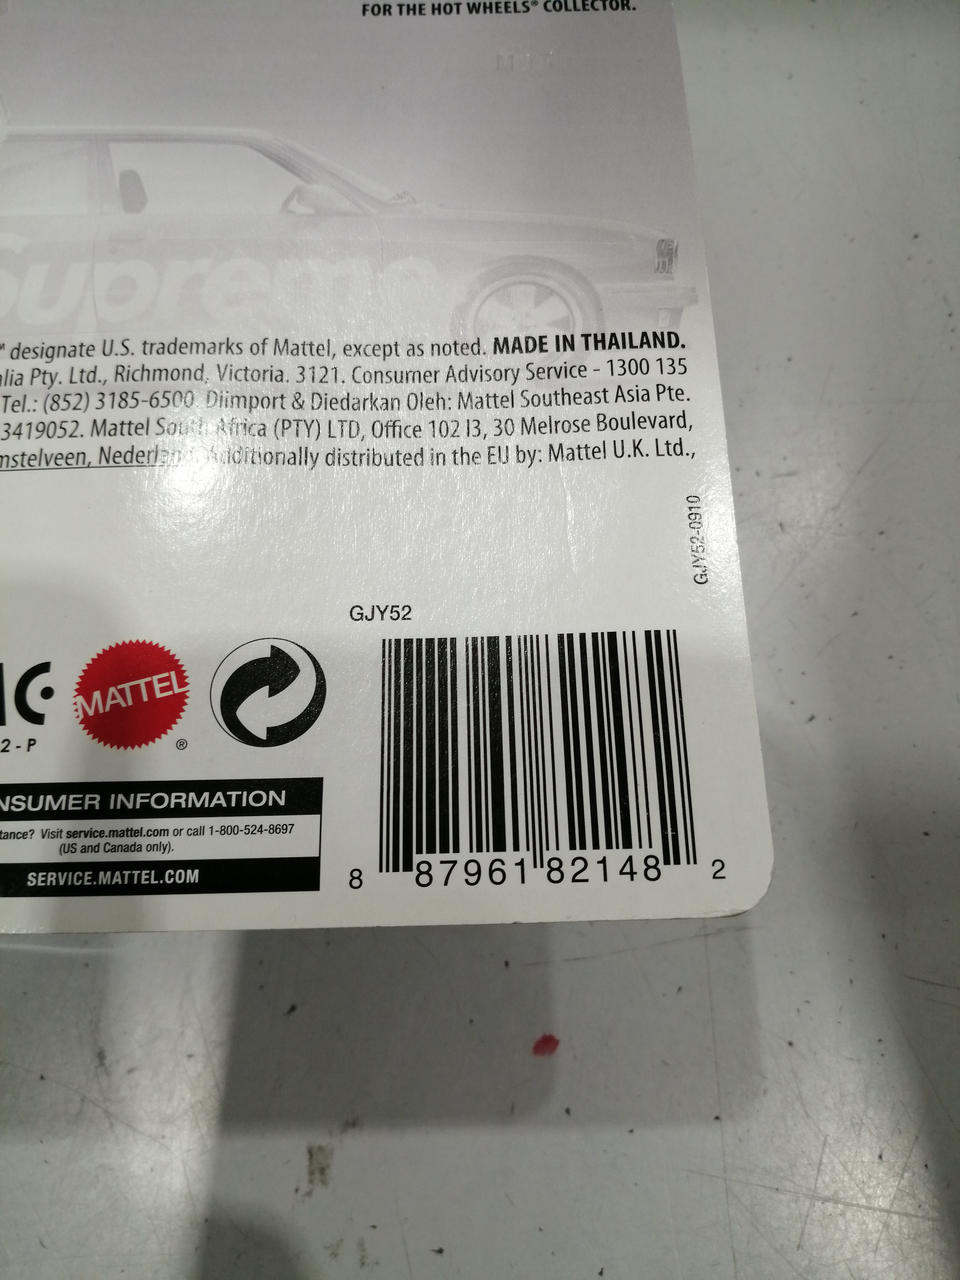 FOR THE HOT WHEELS® COLLECTOR.
Supreme
designate U.S. trademarks of Mattel, except as noted. MADE IN THAILAND.
lia Pty. Ltd., Richmond, Victoria. 3121. Consumer Advisory Service - 1300 135
Tel.: (852) 3185-6500. Diimport & Diedarkan Oleh: Mattel Southeast Asia Pte.
3419052. Mattel South Africa (PTY) LTD, Office 102 I3, 30 Melrose Boulevard,
mstelveen, Nederland. Additionally distributed in the EU by: Mattel U.K. Ltd.,
GJY52-0910
GJY52
MATTEL
®
2 - P
NSUMER INFORMATION
tance? Visit service.mattel.com or call 1-800-524-8697
(US and Canada only).
SERVICE.MATTEL.COM
8 87961 82148 2